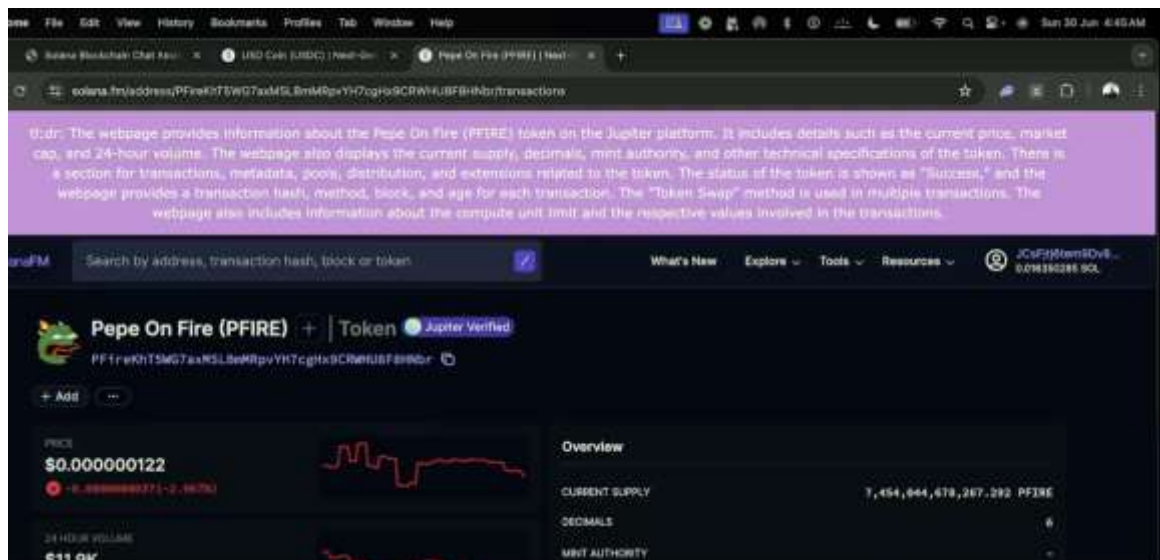 File Edit View History Bookmarks Profiles Tab Window Help
Sun 30 Jun 4:45 AM
Solana Blockchain Chat
USD Coin (USDC) | Next-Gen
Pepe On Fire (PFIRE) | Next
tl;dr: The webpage provides information about the Pepe On Fire (PFIRE) token on the Jupiter platform. It includes details such as the current price, market
cap, and 24-hour volume. The webpage also displays the current supply, decimals, mint authority, and other technical specifications of the token. There is
a section for transactions, metadata, pools, distribution, and extensions related to the token. The status of the token is shown as "Success," and the
webpage provides a transaction hash, method, block, and age for each transaction. The "Token Swap" method is used in multiple transactions. The
webpage also includes information about the compute unit limit and the respective values involved in the transactions.
Search by address, transaction hash, block or token
What's New Explore Tools Resources
0.016350285 SOL
Pepe On Fire (PFIRE) + Token Jupiter Verified
+ Add ...
PRICE
$0.000000122
Overview
CURRENT SUPPLY 7,454,044,678,267.292 PFIRE
DECIMALS 6
24 HOUR VOLUME
$11.9K
MINT AUTHORITY -